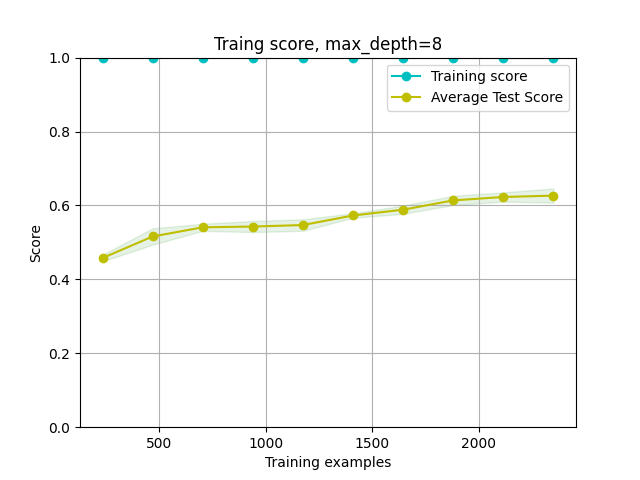 Traing score, max_depth=8
Training score
Average Test Score
1.0
0.8
0.6
0.4
0.2
0.0
Score
500 1000 1500 2000
Training examples